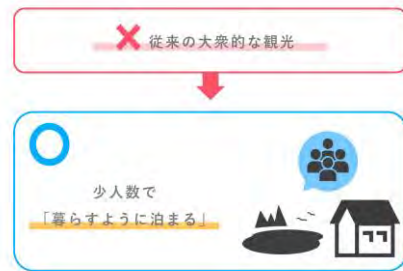 従来の大衆的な観光
少人数で
「暮らすように泊まる」